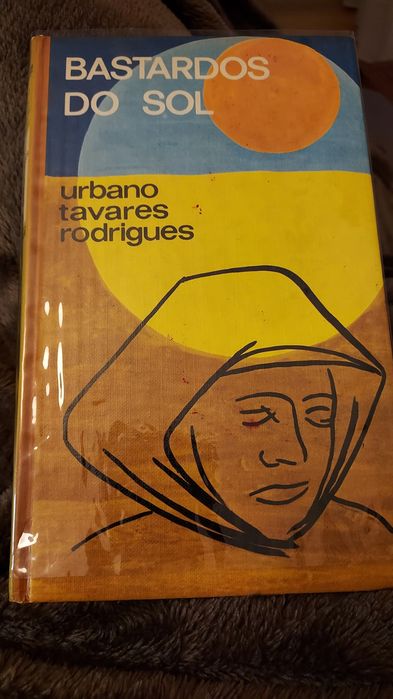 BASTARDOS
DO SOL
urbano
tavares
rodrigues